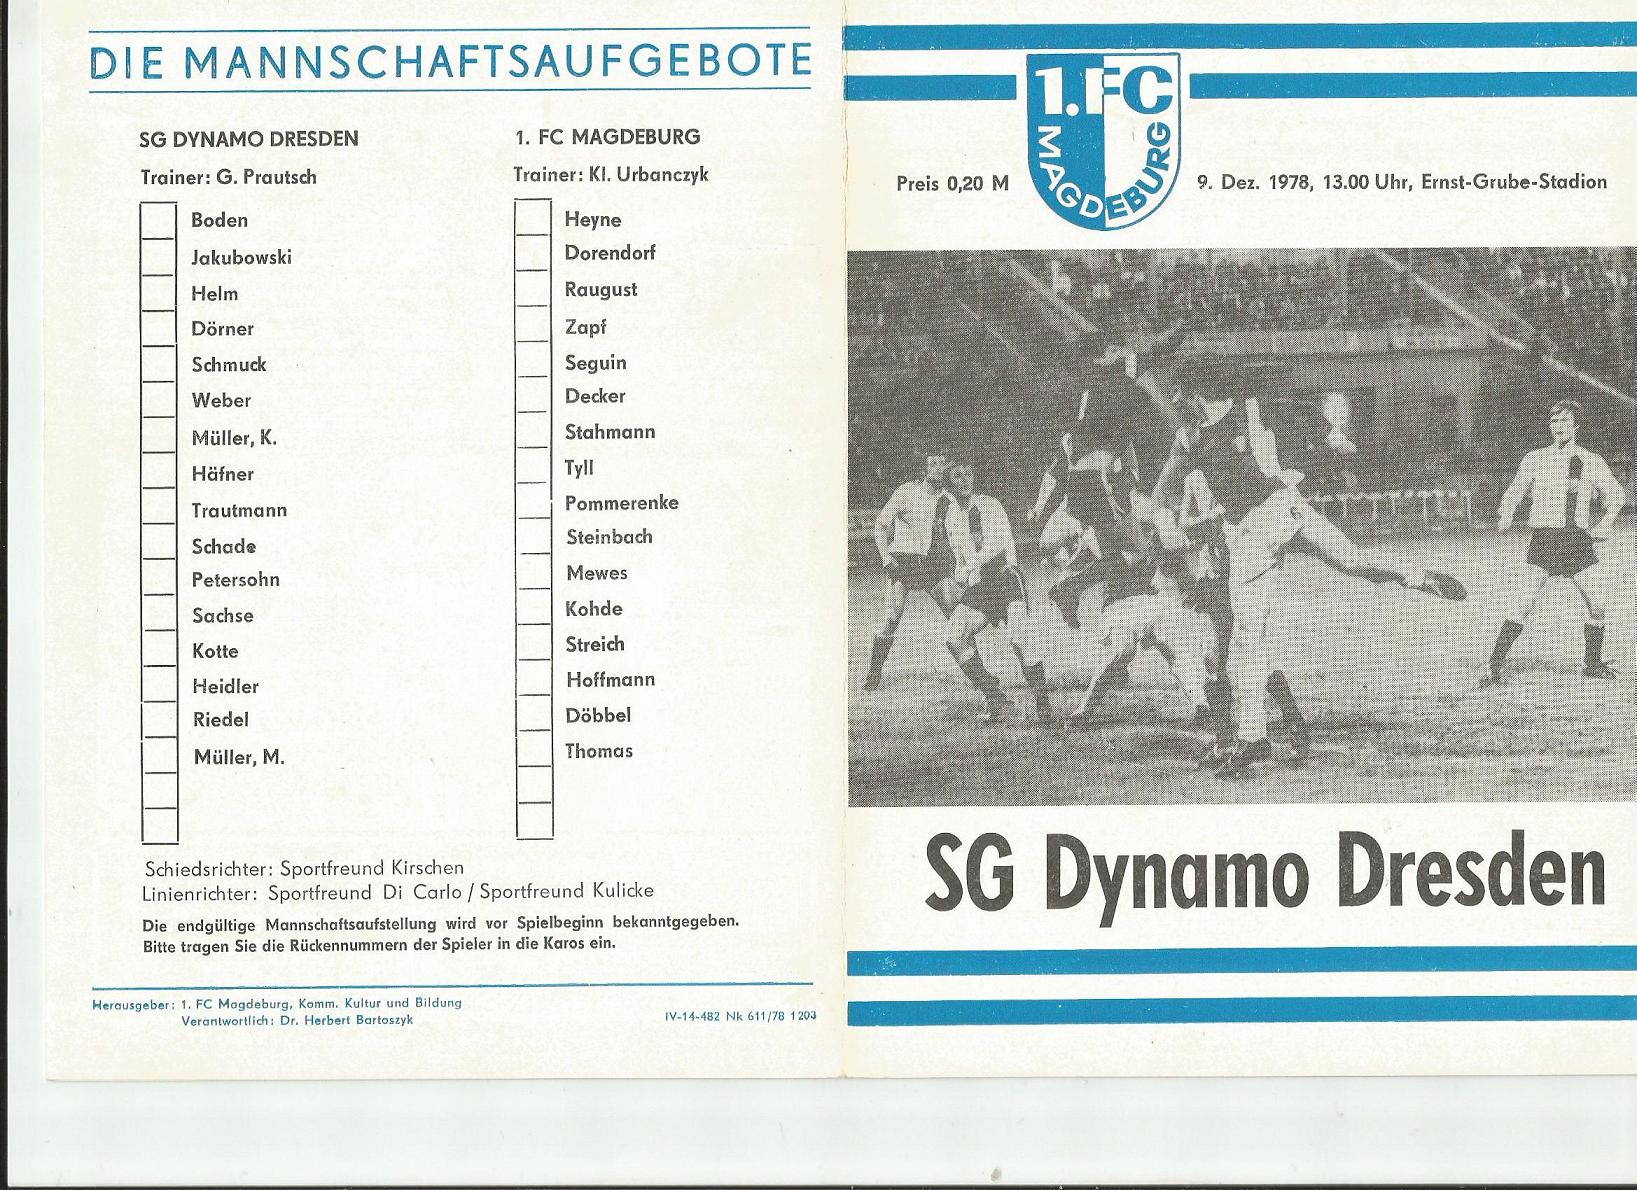 DIE MANNSCHAFTSAUFGEBOTE
SG DYNAMO DRESDEN
Trainer: G. Prautsch
Boden
Jakubowski
Helm
Dörner
Schmuck
Weber
Müller, K.
Häfner
Trautmann
Schade
Petersohn
Sachse
Kotte
Heidler
Riedel
Müller, M.
1. FC MAGDEBURG
Trainer: Kl. Urbanczyk
Heyne
Dorendorf
Raugust
Zapf
Seguin
Decker
Stahmann
Tyll
Pommerenke
Steinbach
Mewes
Kohde
Streich
Hoffmann
Döbbel
Thomas
Schiedsrichter: Sportfreund Kirschen
Linienrichter: Sportfreund Di Carlo / Sportfreund Kulicke
Die endgültige Mannschaftsaufstellung wird vor Spielbeginn bekanntgegeben.
Bitte tragen Sie die Rückennummern der Spieler in die Karos ein.
Herausgeber: 1. FC Magdeburg, Komm. Kultur und Bildung
Verantwortlich: Dr. Herbert Bartoszyk
IV-14-482 Nk 611/78 1203
1. FC
MAGDEBURG
Preis 0,20 M
9. Dez. 1978, 13.00 Uhr, Ernst-Grube-Stadion
6
SG Dynamo Dresden